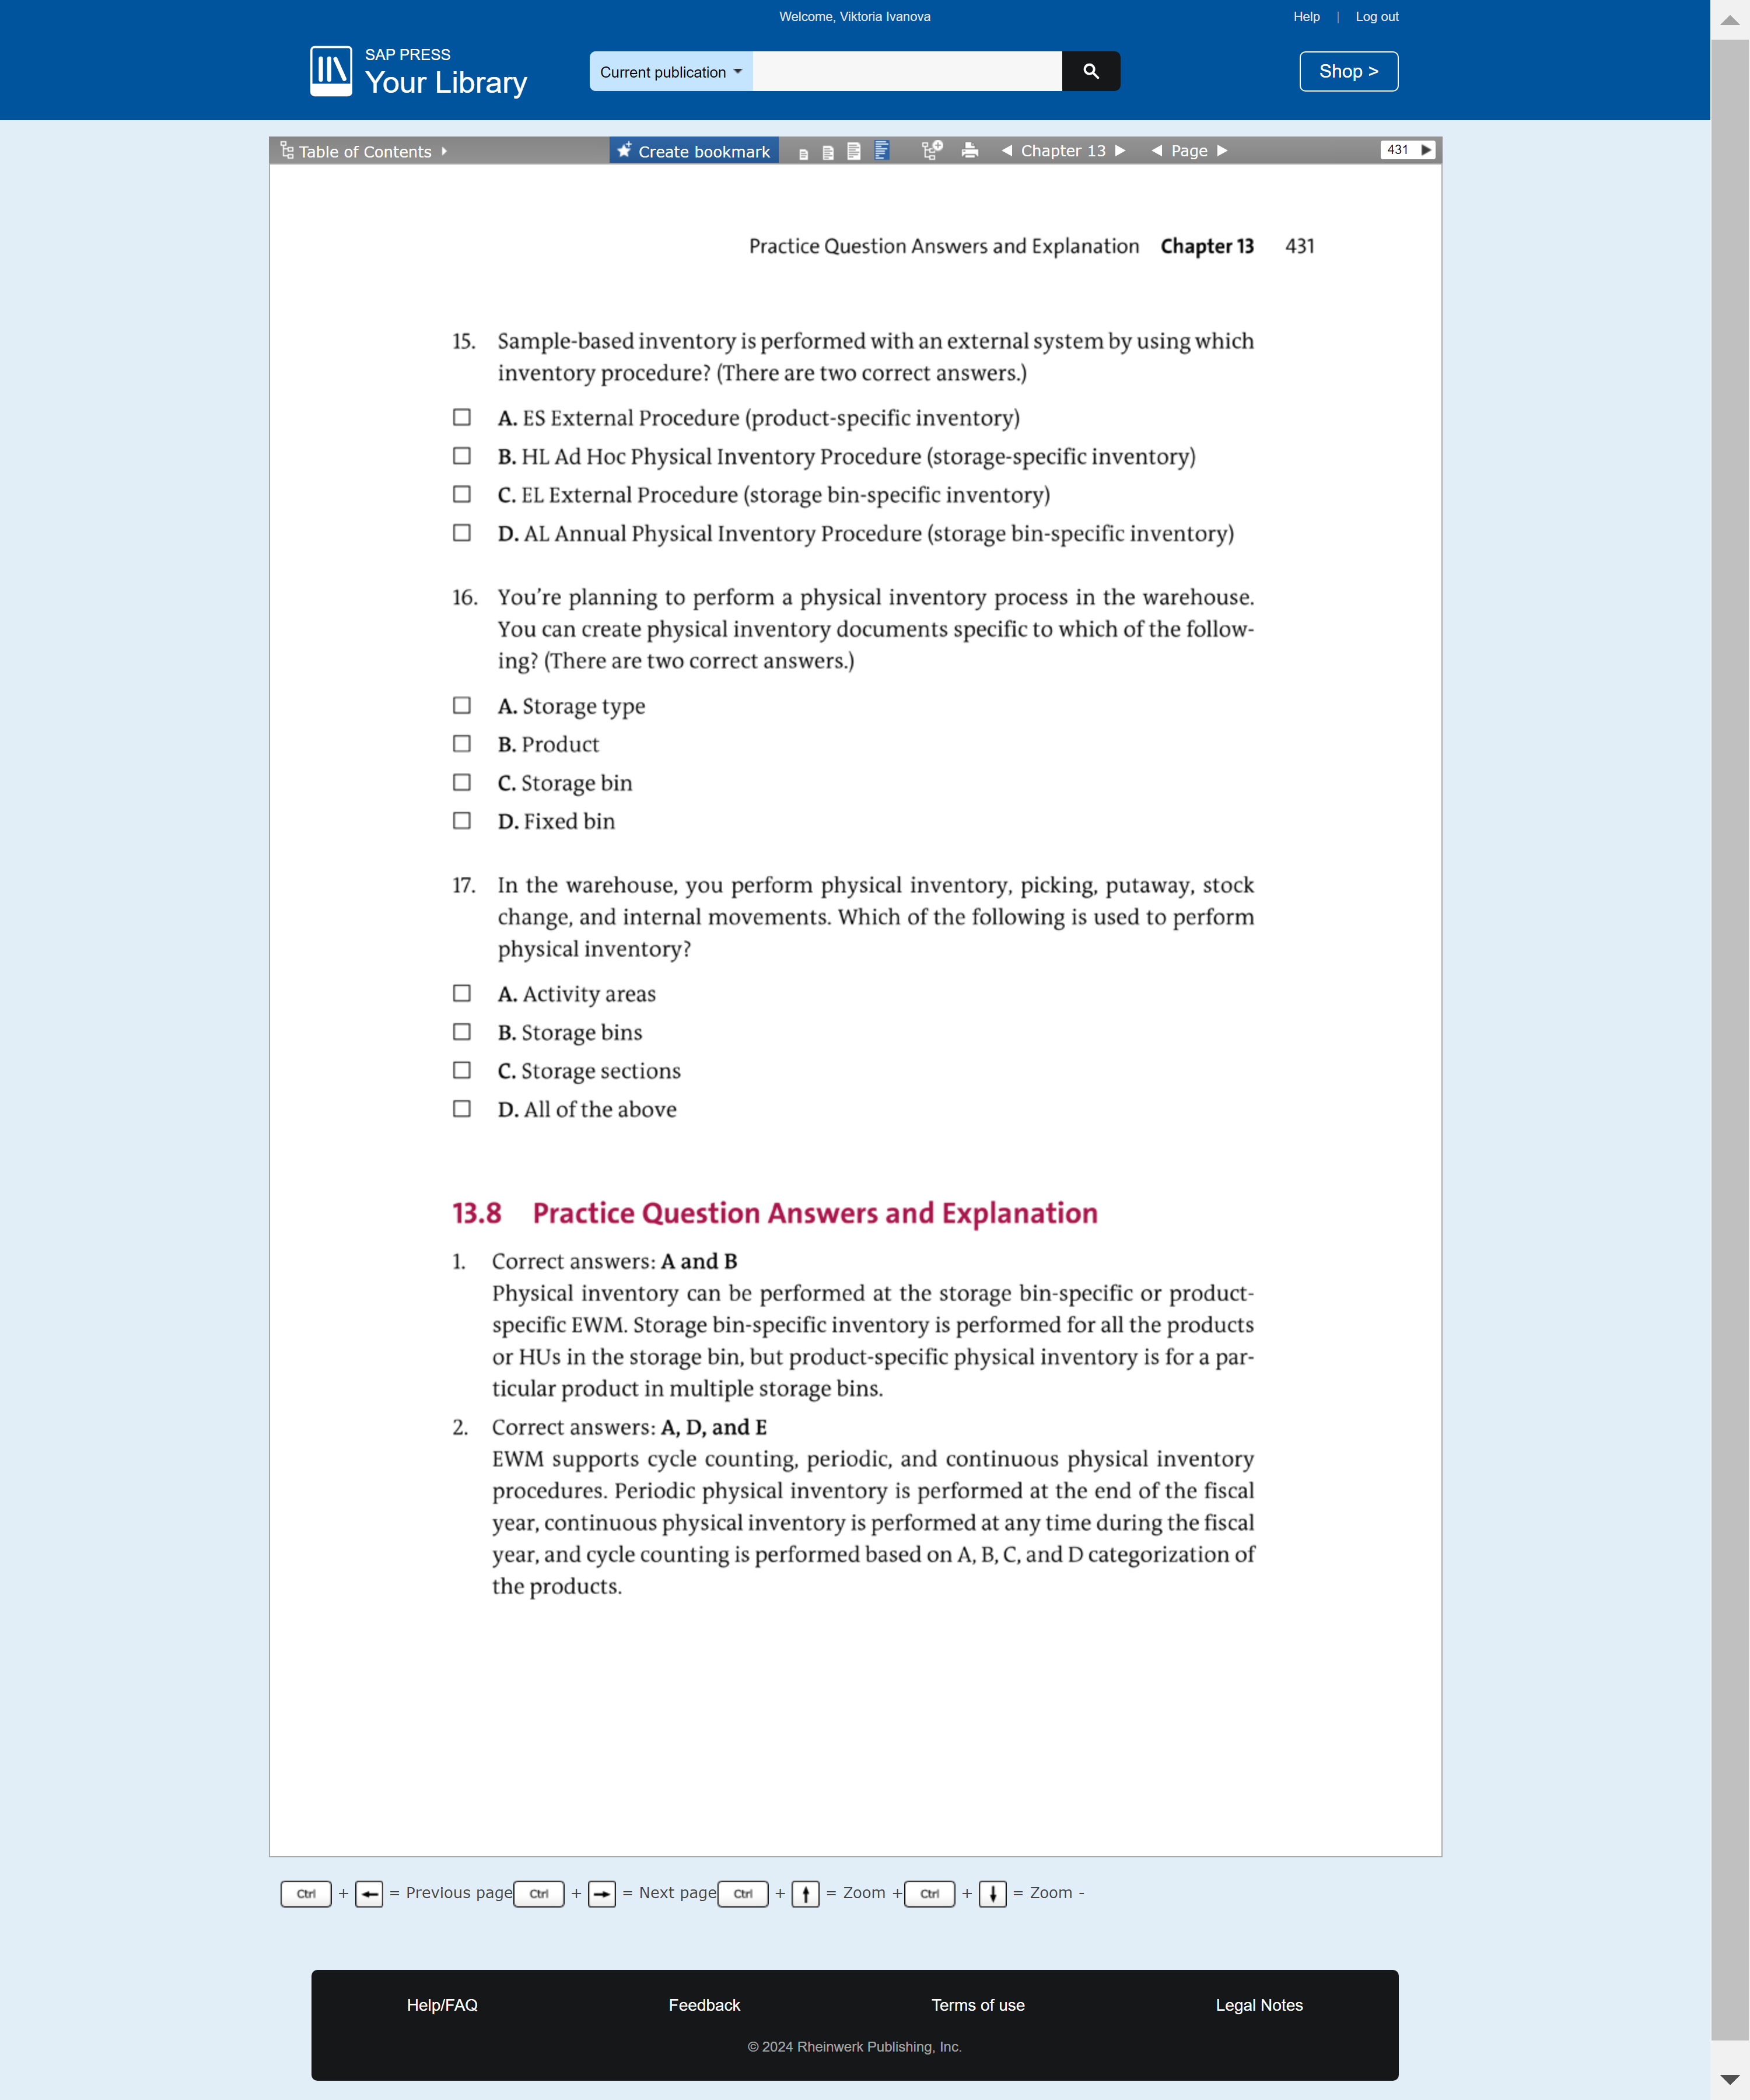 Welcome, Viktoria Ivanova
Help | Log out
SAP PRESS
Your Library
Current publication
Shop >
Table of Contents
Create bookmark
Chapter 13
Page
431
Practice Question Answers and Explanation Chapter 13 431
15. Sample-based inventory is performed with an external system by using which
inventory procedure? (There are two correct answers.)
A. ES External Procedure (product-specific inventory)
B. HL Ad Hoc Physical Inventory Procedure (storage-specific inventory)
C. EL External Procedure (storage bin-specific inventory)
D. AL Annual Physical Inventory Procedure (storage bin-specific inventory)
16. You're planning to perform a physical inventory process in the warehouse.
You can create physical inventory documents specific to which of the follow-
ing? (There are two correct answers.)
A. Storage type
B. Product
C. Storage bin
D. Fixed bin
17. In the warehouse, you perform physical inventory, picking, putaway, stock
change, and internal movements. Which of the following is used to perform
physical inventory?
A. Activity areas
B. Storage bins
C. Storage sections
D. All of the above
13.8 Practice Question Answers and Explanation
1. Correct answers: A and B
Physical inventory can be performed at the storage bin-specific or product-
specific EWM. Storage bin-specific inventory is performed for all the products
or HUs in the storage bin, but product-specific physical inventory is for a par-
ticular product in multiple storage bins.
2. Correct answers: A, D, and E
EWM supports cycle counting, periodic, and continuous physical inventory
procedures. Periodic physical inventory is performed at the end of the fiscal
year, continuous physical inventory is performed at any time during the fiscal
year, and cycle counting is performed based on A, B, C, and D categorization of
the products.
Ctrl + ← = Previous page Ctrl + → = Next page Ctrl + ↑ = Zoom + Ctrl + ↓ = Zoom -
Help/FAQ Feedback Terms of use Legal Notes
© 2024 Rheinwerk Publishing, Inc.